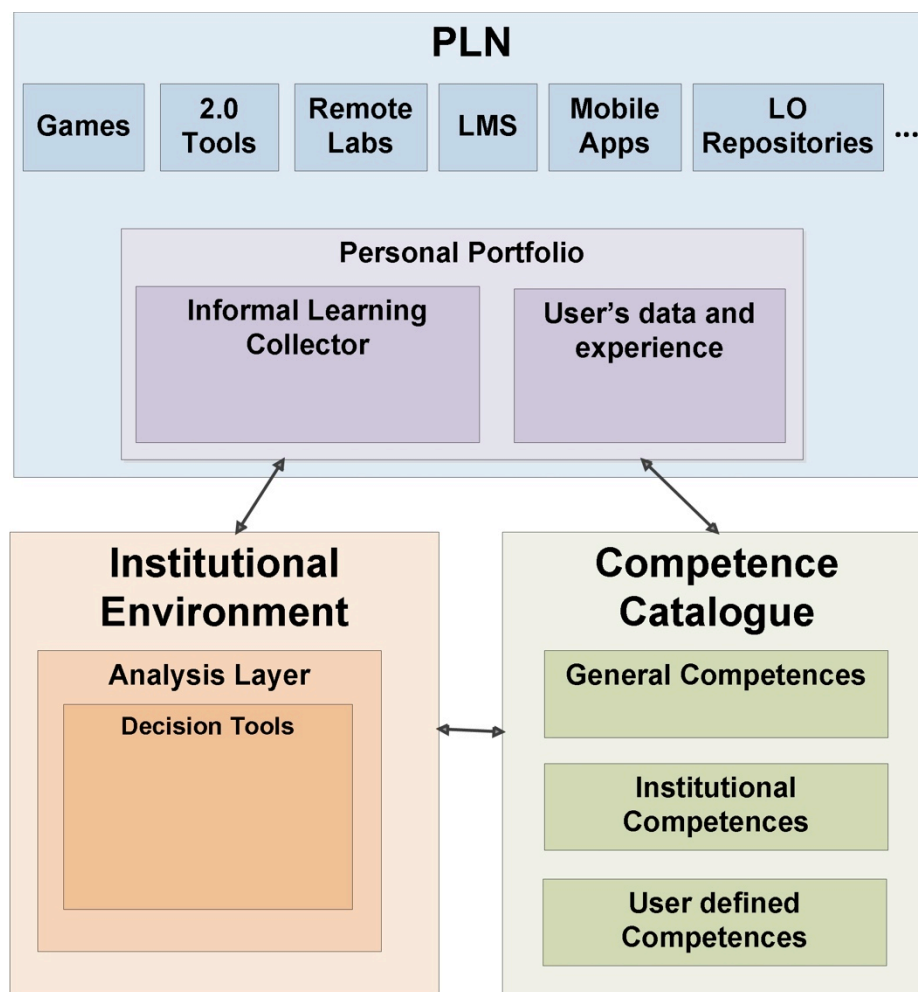 PLN
Games
2.0
Tools
Remote
Labs
LMS
Mobile
Apps
LO
Repositories
...
Personal Portfolio
Informal Learning
Collector
User’s data and
experience
Institutional
Environment
Analysis Layer
Decision Tools
Competence
Catalogue
General Competences
Institutional
Competences
User defined
Competences